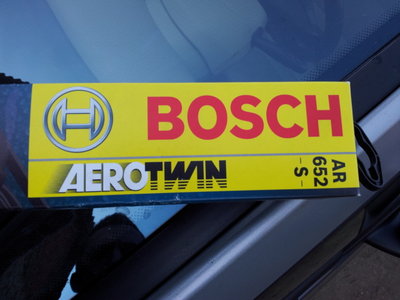 BOSCH
AEROTWIN
AR
652
-S-